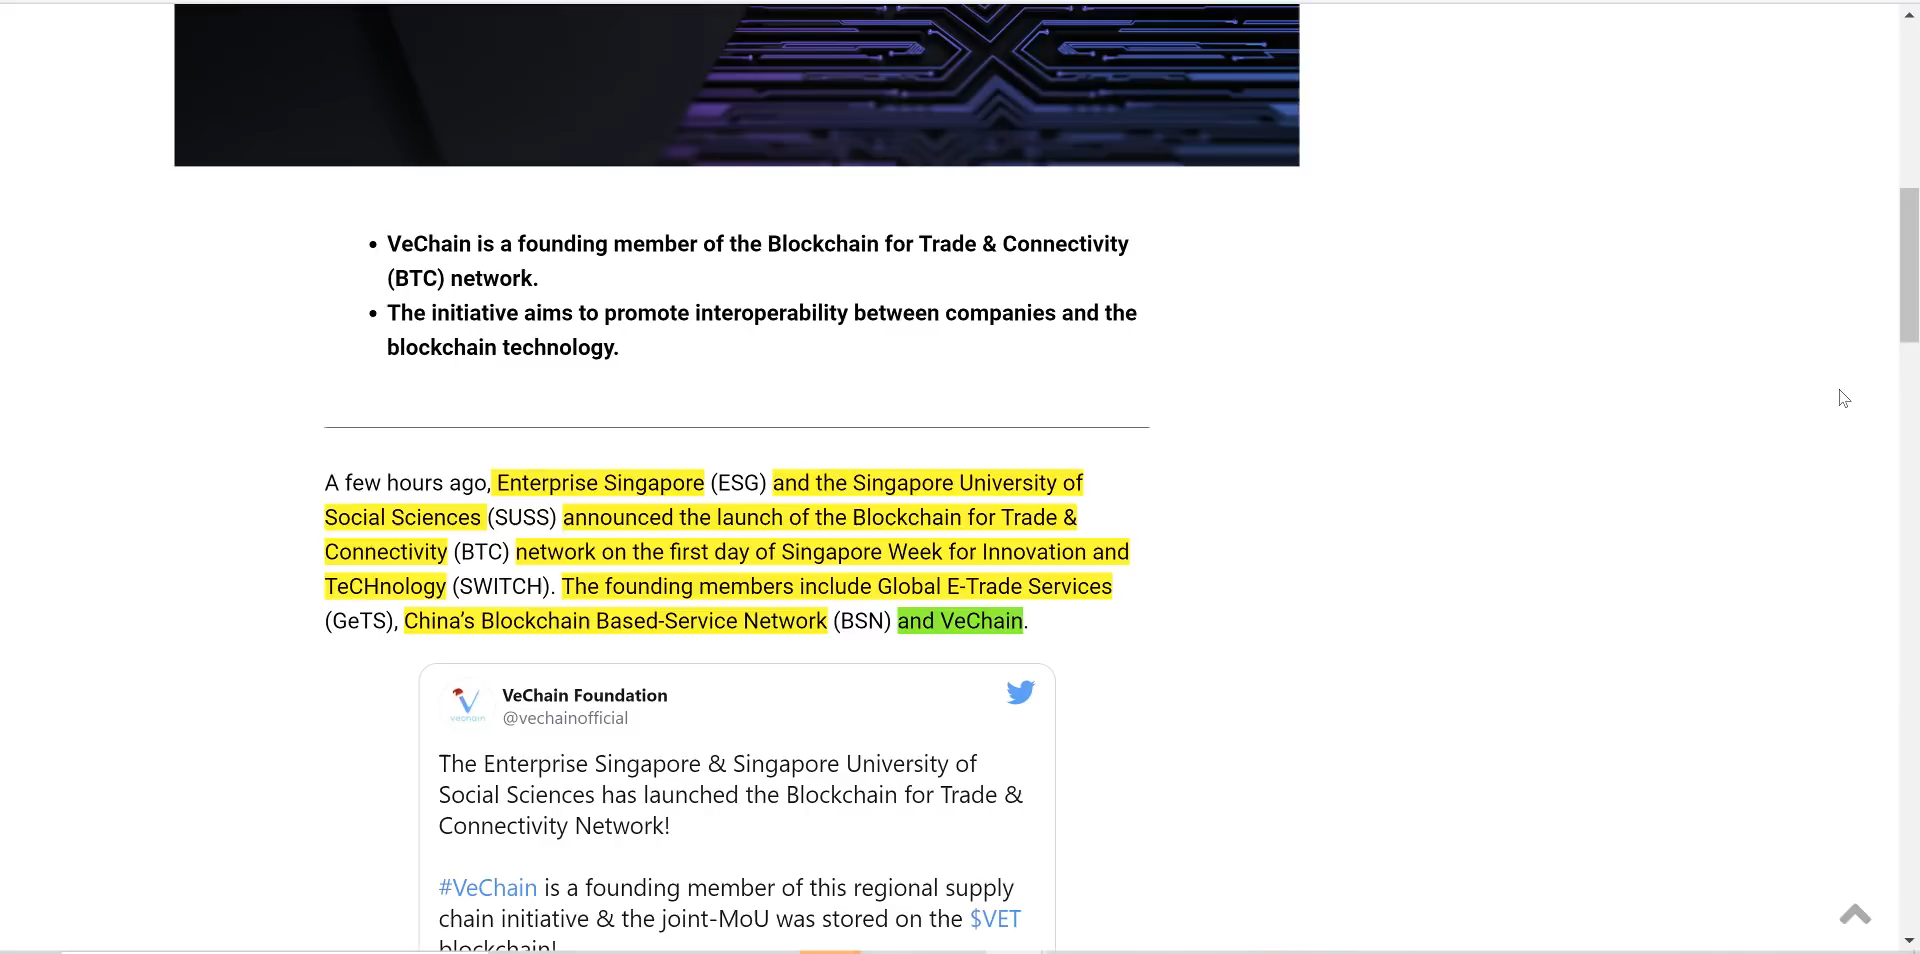 VeChain is a founding member of the Blockchain for Trade & Connectivity
(BTC) network.
The initiative aims to promote interoperability between companies and the
blockchain technology.
A few hours ago, Enterprise Singapore (ESG) and the Singapore University of
Social Sciences (SUSS) announced the launch of the Blockchain for Trade &
Connectivity (BTC) network on the first day of Singapore Week for Innovation and
TeCHnology (SWITCH). The founding members include Global E-Trade Services
(GeTS), China’s Blockchain Based-Service Network (BSN) and VeChain.
vechain
VeChain Foundation
@vechainofficial
The Enterprise Singapore & Singapore University of
Social Sciences has launched the Blockchain for Trade &
Connectivity Network!
#VeChain is a founding member of this regional supply
chain initiative & the joint-MoU was stored on the $VET
blockchain!